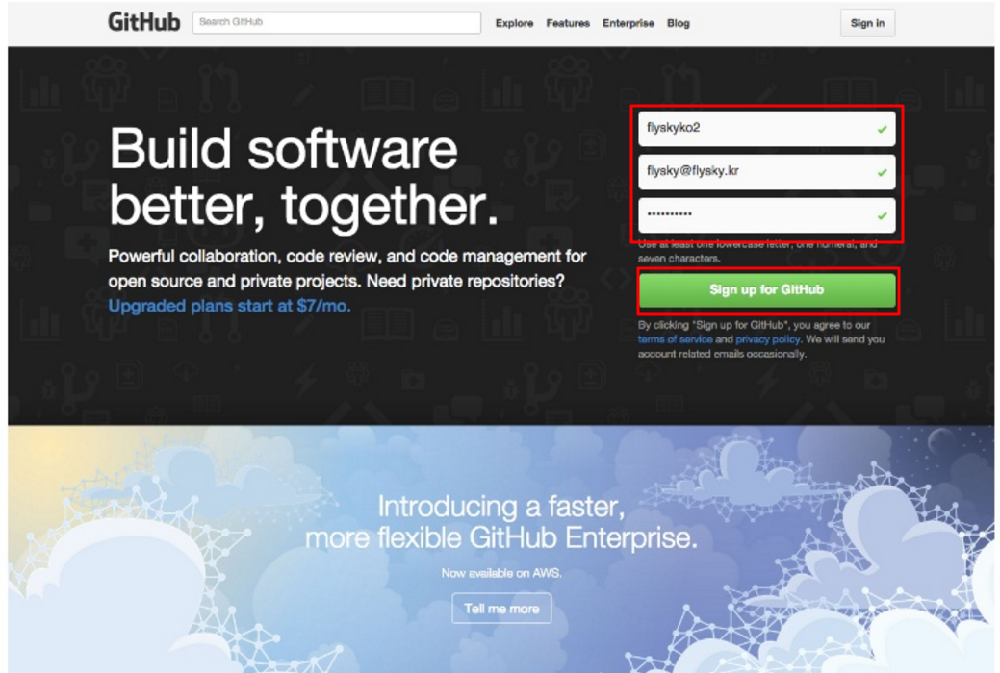 GitHub
Search GitHub
Explore Features Enterprise Blog
Sign in
Build software
better, together.
Powerful collaboration, code review, and code management for
open source and private projects. Need private repositories?
Upgraded plans start at $7/mo.
flyskyko2
flysky@flysky.kr
••••••••••
Use at least one lowercase letter, one numeral, and
seven characters.
Sign up for GitHub
By clicking "Sign up for GitHub", you agree to our
terms of service and privacy policy. We will send you
account related emails occasionally.
Introducing a faster,
more flexible GitHub Enterprise.
Now available on AWS.
Tell me more